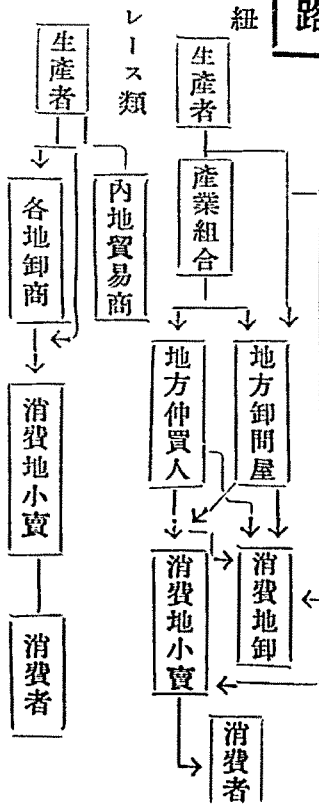 路
紐
生産者
産業組合
地方卸問屋
地方仲買人
消費地卸
消費地小賣
消費者
レース類
生産者
内地貿易商
各地卸商
消費地小賣
消費者